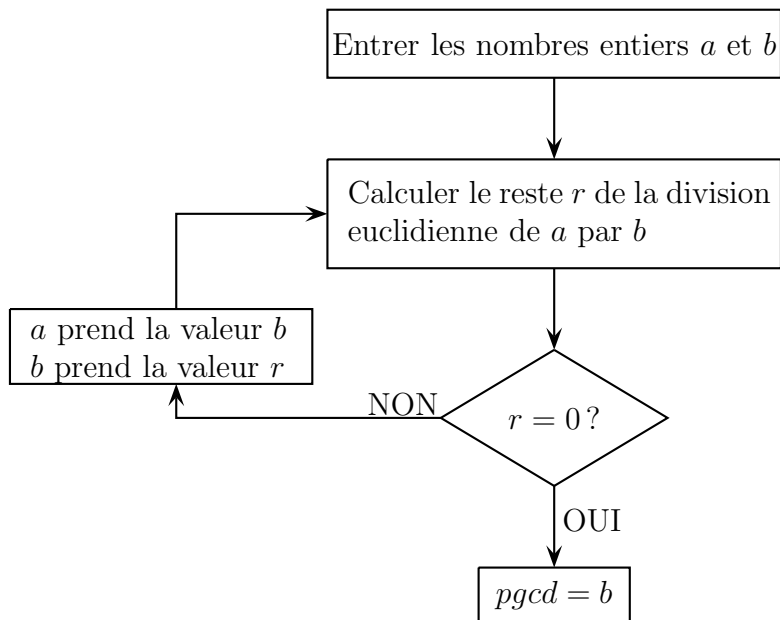 Entrer les nombres entiers a et b
Calculer le reste r de la division
euclidienne de a par b
a prend la valeur b
b prend la valeur r
NON
r = 0 ?
OUI
pgcd = b